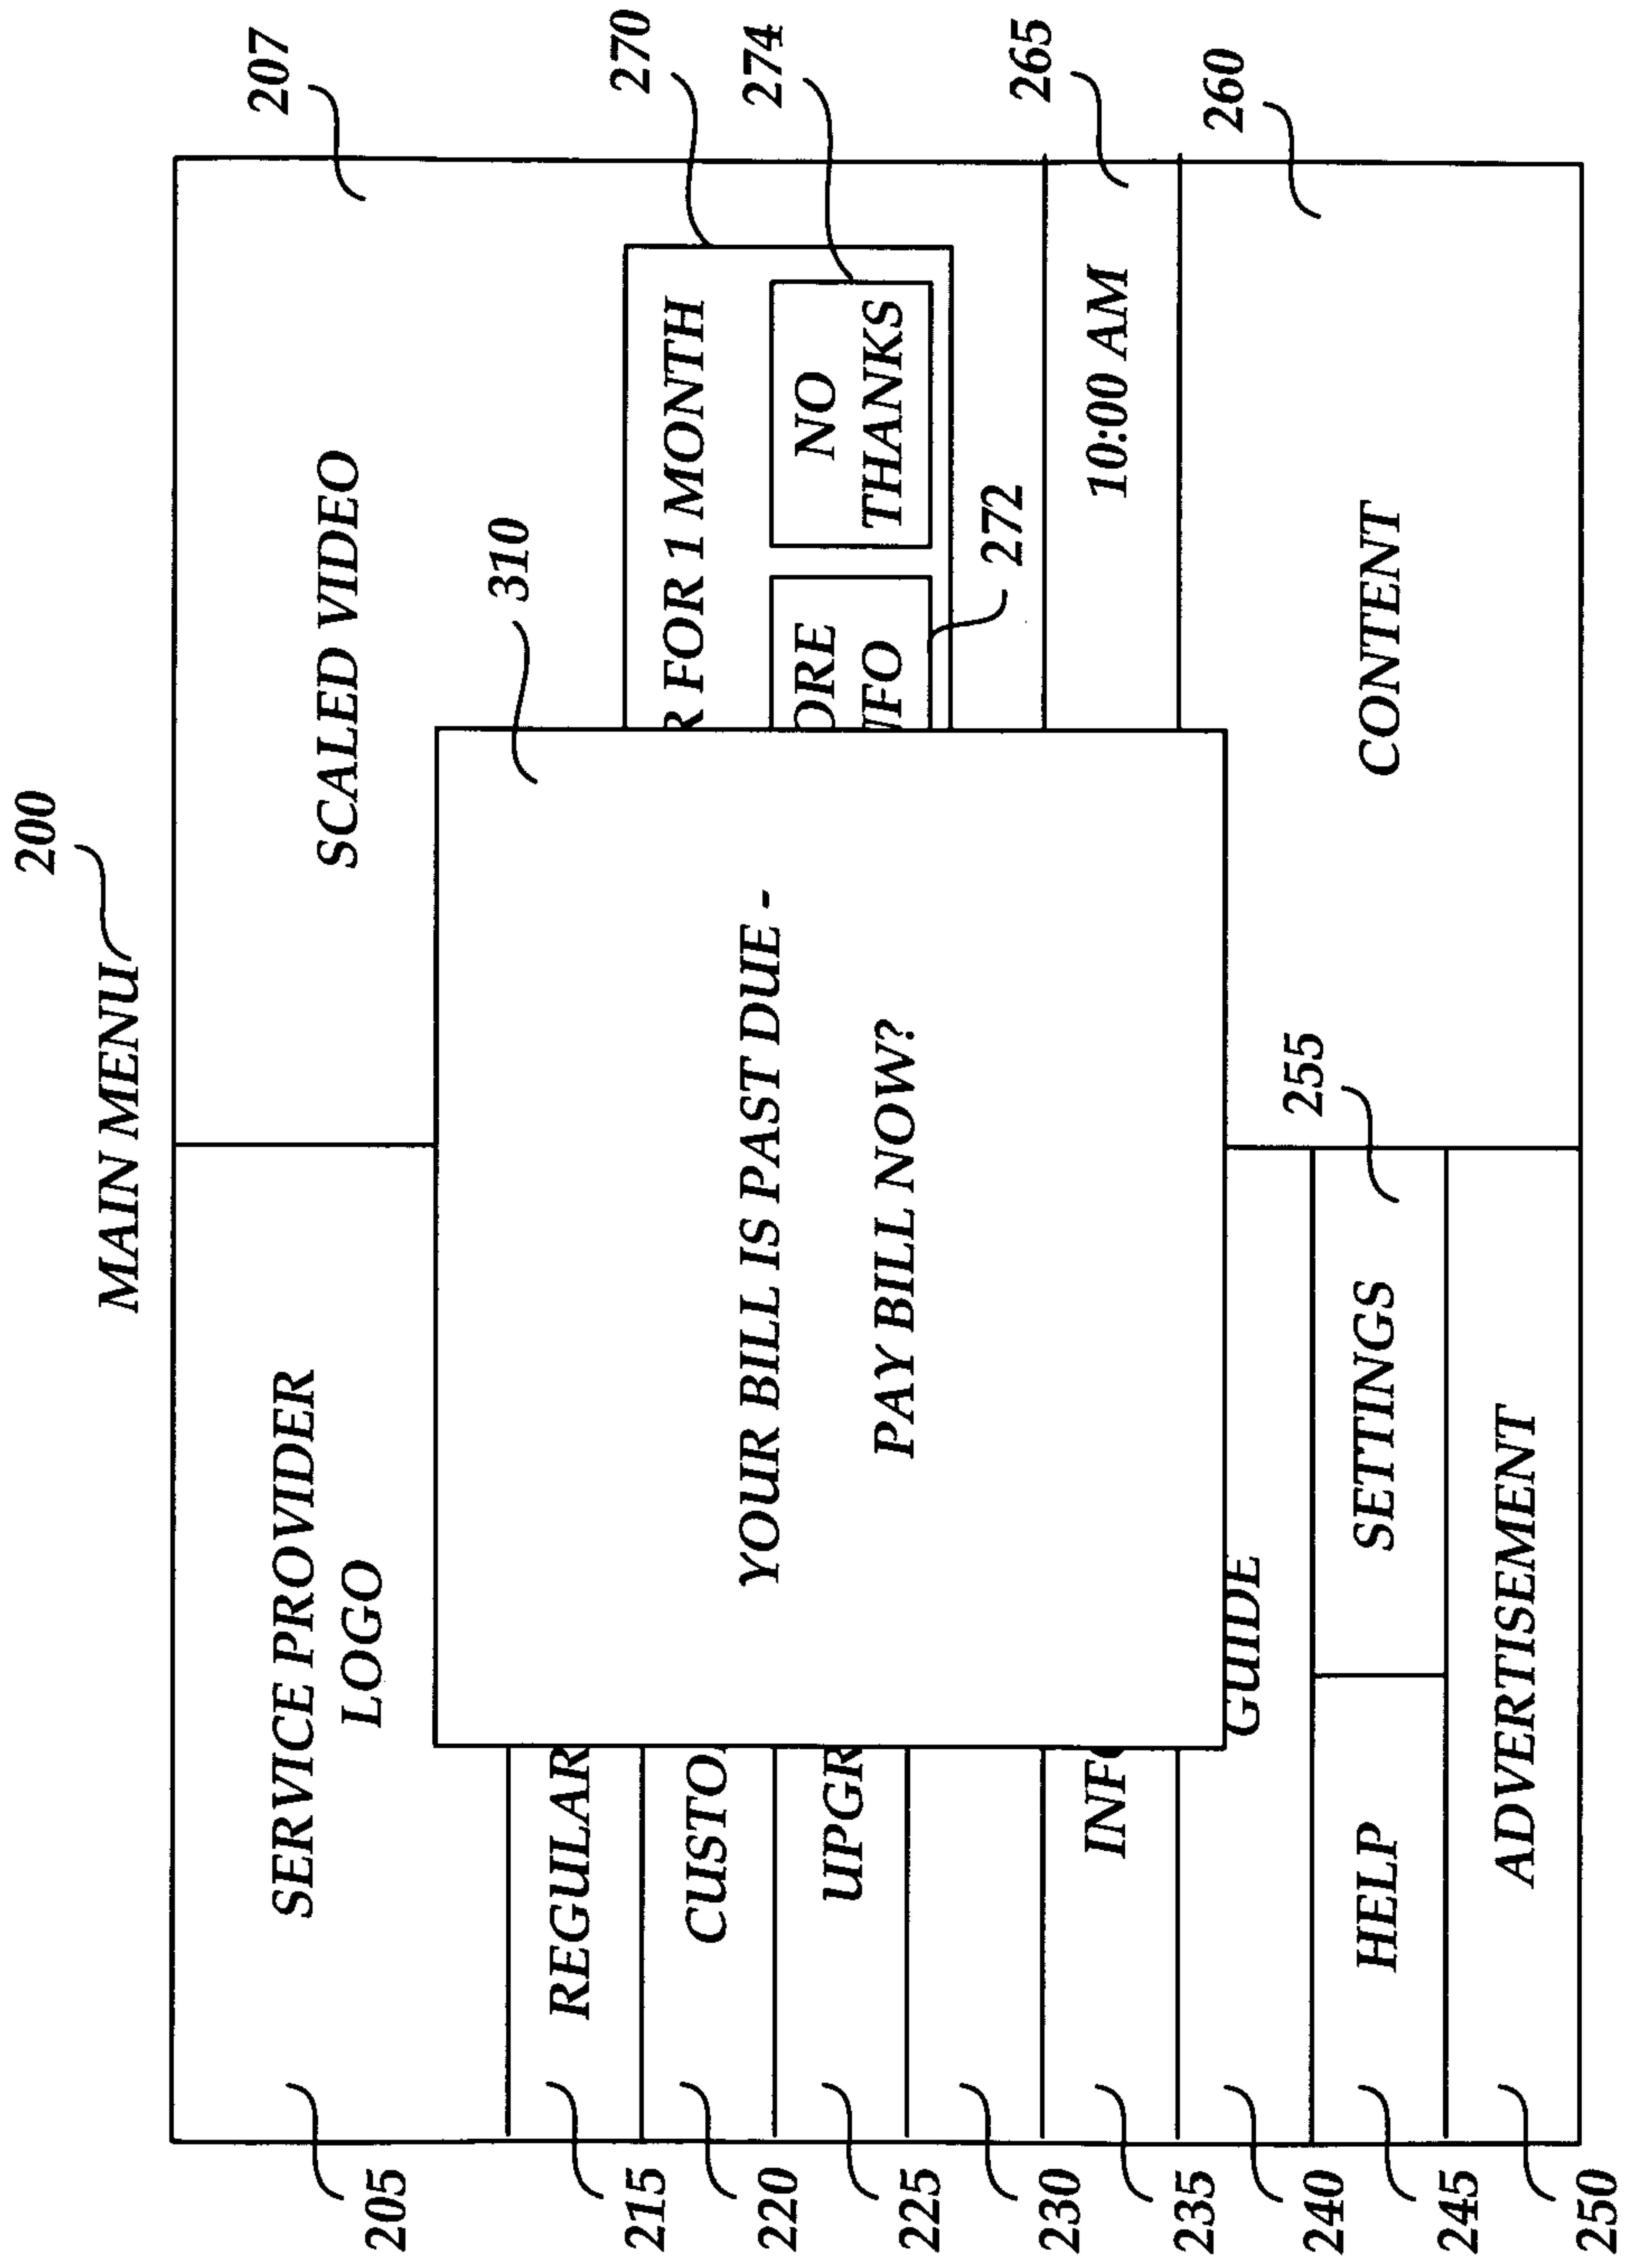 MAIN MENU
200
SERVICE PROVIDER
LOGO
205
SCALED VIDEO
207
310
YOUR BILL IS PAST DUE -
PAY BILL NOW?
R FOR 1 MONTH
270
ORE
NFO
272
NO
THANKS
274
REGULAR
215
CUSTO
220
UPGR
225
230
INFO
235
10:00 AM
265
GUIDE
240
HELP
245
SETTINGS
255
CONTENT
260
ADVERTISEMENT
250